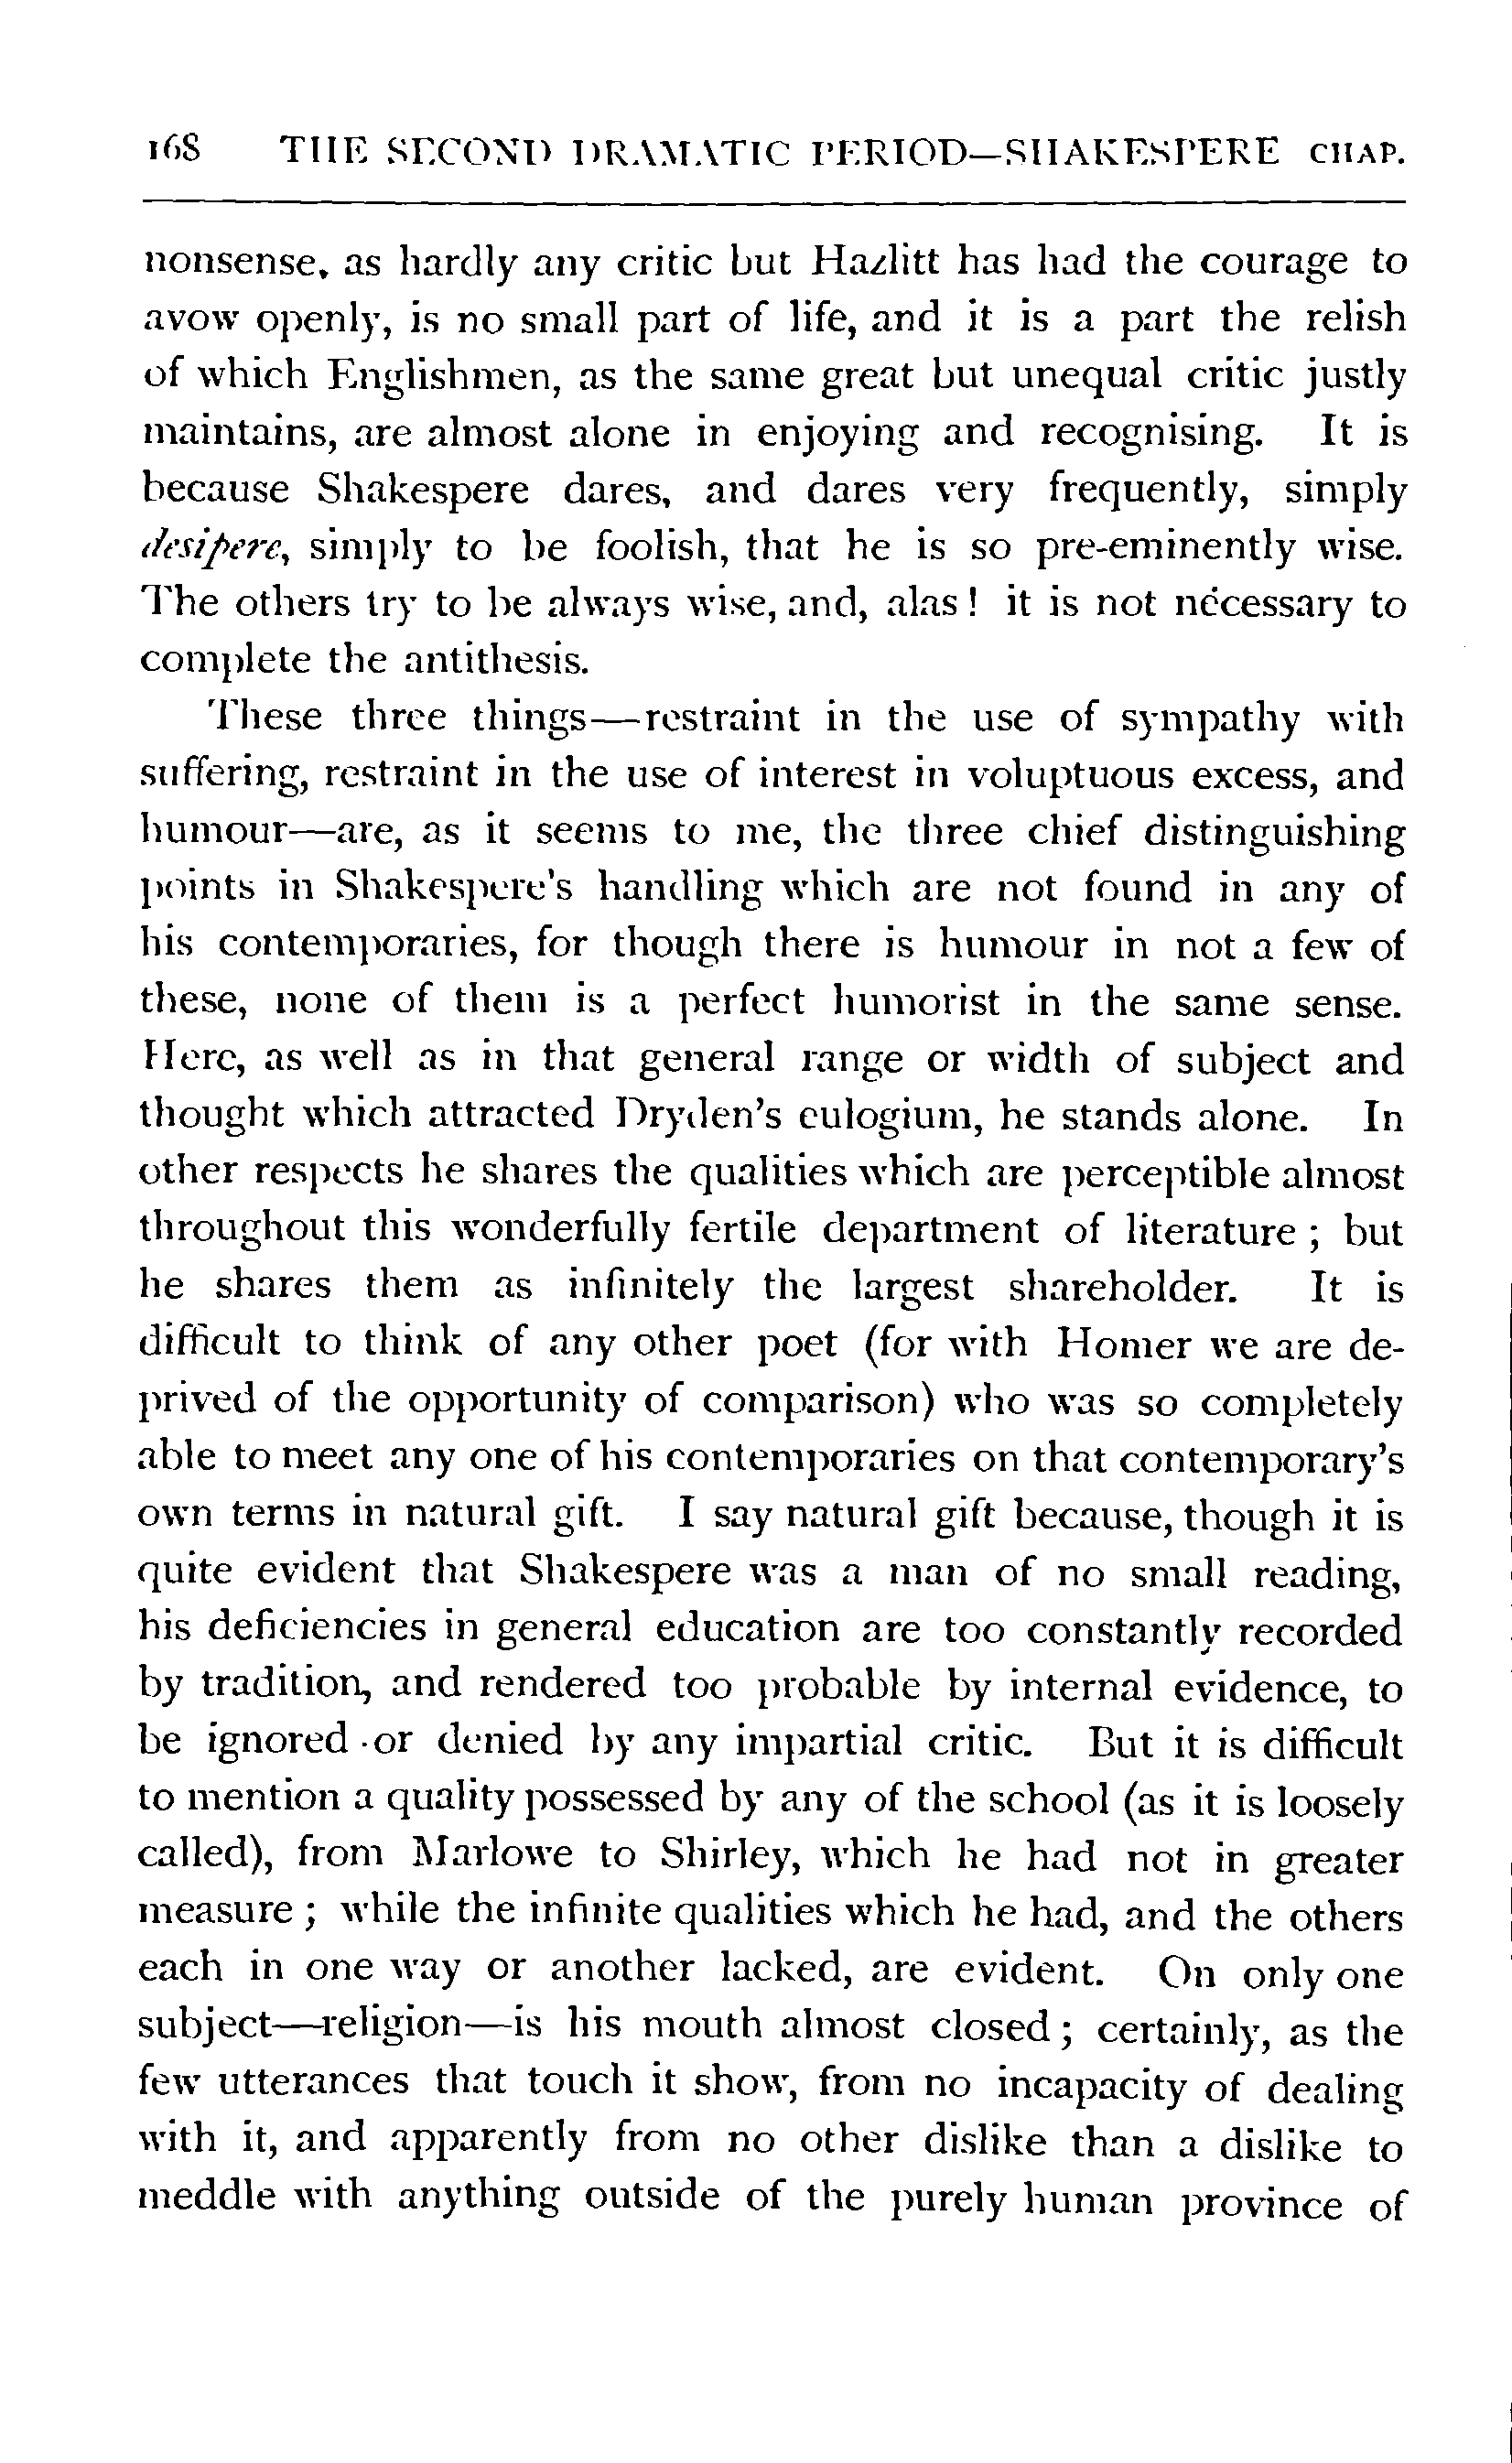 168 THE SECOND DRAMATIC PERIOD—SHAKESPERE CHAP.
nonsense, as hardly any critic but Hazlitt has had the courage to
avow openly, is no small part of life, and it is a part the relish
of which Englishmen, as the same great but unequal critic justly
maintains, are almost alone in enjoying and recognising. It is
because Shakespere dares, and dares very frequently, simply
desipere, simply to be foolish, that he is so pre-eminently wise.
The others try to be always wise, and, alas! it is not necessary to
complete the antithesis.
These three things—restraint in the use of sympathy with
suffering, restraint in the use of interest in voluptuous excess, and
humour—are, as it seems to me, the three chief distinguishing
points in Shakespere's handling which are not found in any of
his contemporaries, for though there is humour in not a few of
these, none of them is a perfect humorist in the same sense.
Here, as well as in that general range or width of subject and
thought which attracted Dryden's eulogium, he stands alone. In
other respects he shares the qualities which are perceptible almost
throughout this wonderfully fertile department of literature; but
he shares them as infinitely the largest shareholder. It is
difficult to think of any other poet (for with Homer we are de-
prived of the opportunity of comparison) who was so completely
able to meet any one of his contemporaries on that contemporary's
own terms in natural gift. I say natural gift because, though it is
quite evident that Shakespere was a man of no small reading,
his deficiencies in general education are too constantly recorded
by tradition, and rendered too probable by internal evidence, to
be ignored or denied by any impartial critic. But it is difficult
to mention a quality possessed by any of the school (as it is loosely
called), from Marlowe to Shirley, which he had not in greater
measure; while the infinite qualities which he had, and the others
each in one way or another lacked, are evident. On only one
subject—religion—is his mouth almost closed; certainly, as the
few utterances that touch it show, from no incapacity of dealing
with it, and apparently from no other dislike than a dislike to
meddle with anything outside of the purely human province of